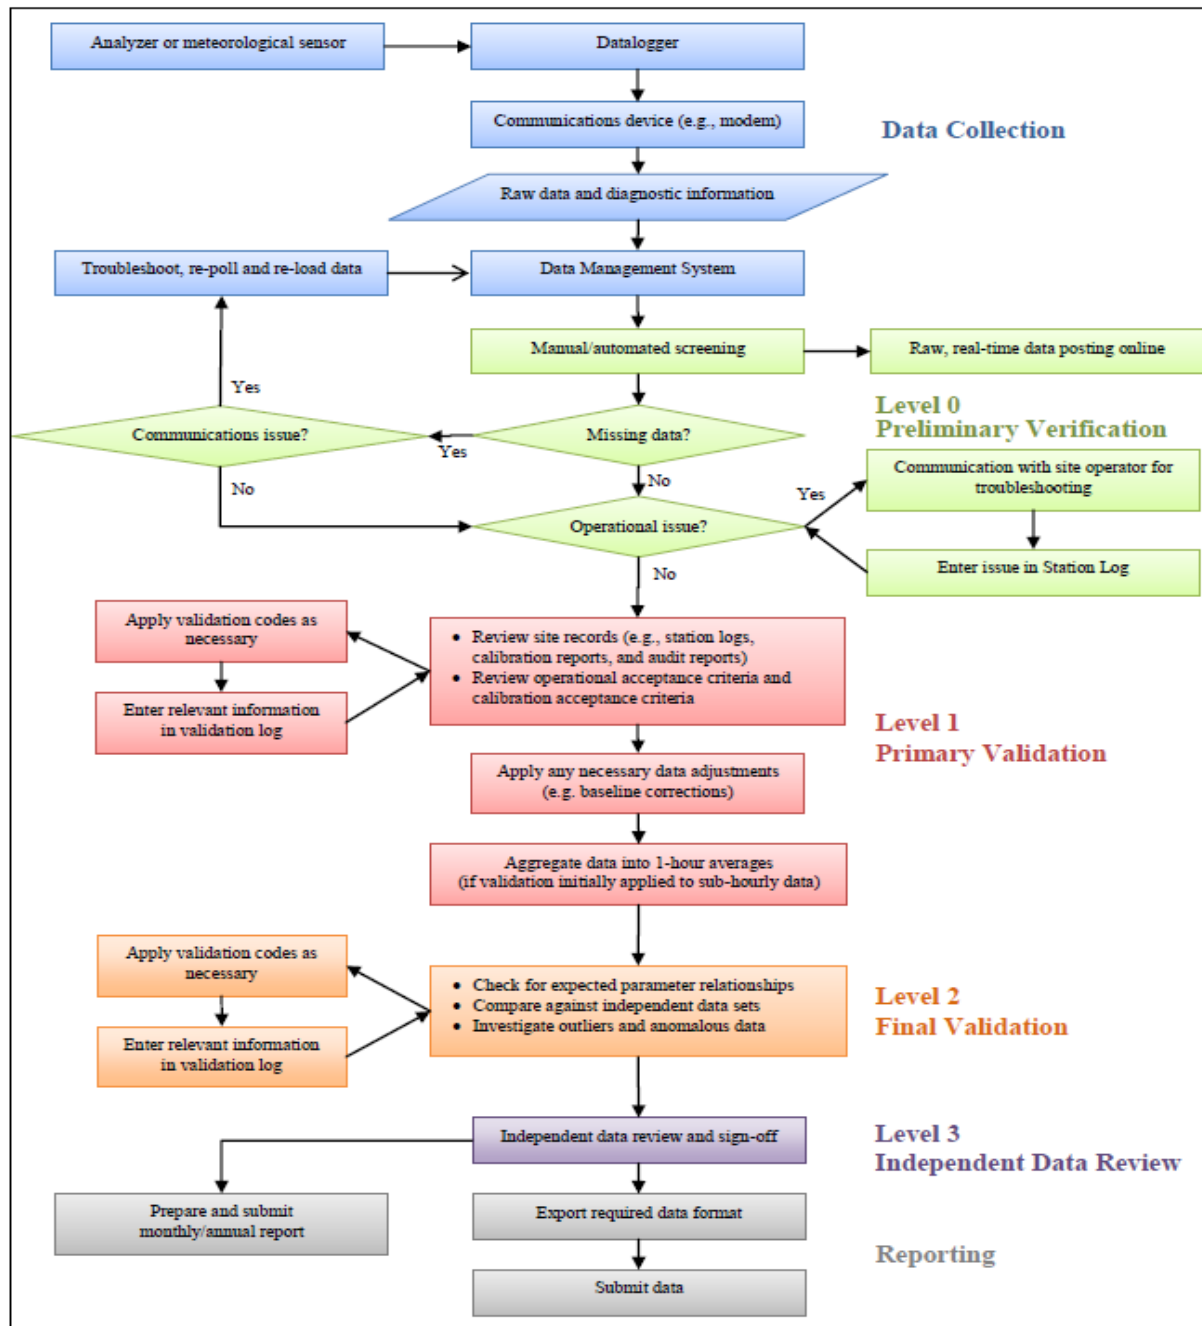 Analyzer or meteorological sensor
Datalogger
Communications device (e.g., modem)
Data Collection
Raw data and diagnostic information
Troubleshoot, re-poll and re-load data
Data Management System
Manual/automated screening
Raw, real-time data posting online
Yes
Level 0
Preliminary Verification
Communications issue?
Yes
Missing data?
Communication with site operator for
troubleshooting
No
No
Yes
Operational issue?
Enter issue in Station Log
No
Apply validation codes as
necessary
• Review site records (e.g., station logs,
calibration reports, and audit reports)
• Review operational acceptance criteria and
calibration acceptance criteria
Enter relevant information
in validation log
Level 1
Primary Validation
Apply any necessary data adjustments
(e.g. baseline corrections)
Aggregate data into 1-hour averages
(if validation initially applied to sub-hourly data)
Apply validation codes as
necessary
• Check for expected parameter relationships
• Compare against independent data sets
• Investigate outliers and anomalous data
Enter relevant information
in validation log
Level 2
Final Validation
Independent data review and sign-off
Level 3
Independent Data Review
Prepare and submit
monthly/annual report
Export required data format
Reporting
Submit data